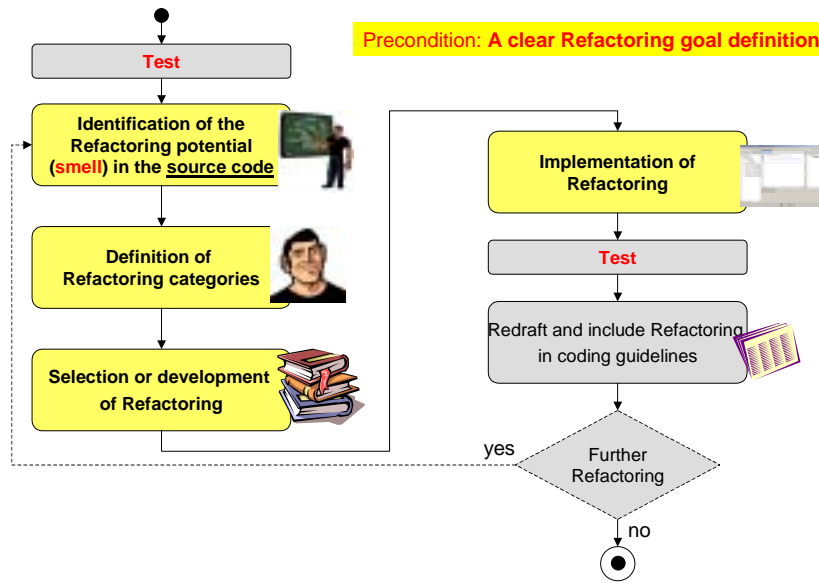 Precondition: A clear Refactoring goal definition
Test
Identification of the
Refactoring potential
(smell) in the source code
Definition of
Refactoring categories
Selection or development
of Refactoring
Implementation of
Refactoring
Test
Redraft and include Refactoring
in coding guidelines
Further
Refactoring
yes
no